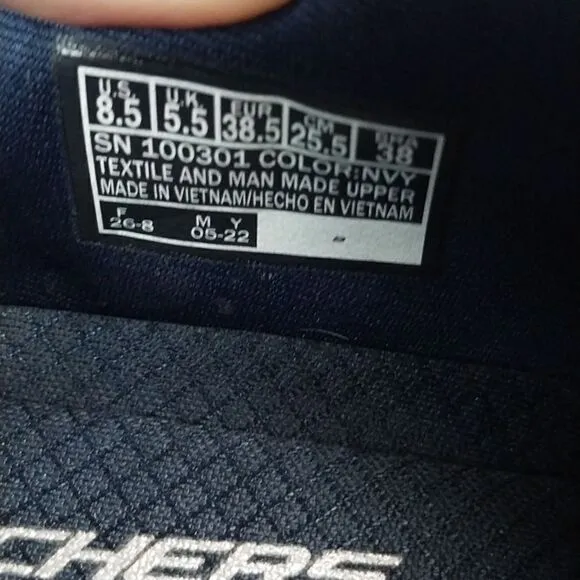 U.S. U.K. EUR CM BRA
8.5 5.5 38.5 25.5 38
SN 100301 COLOR:NVY
TEXTILE AND MAN MADE UPPER
MADE IN VIETNAM/HECHO EN VIETNAM
F M Y
26-8 05-22
CHERS